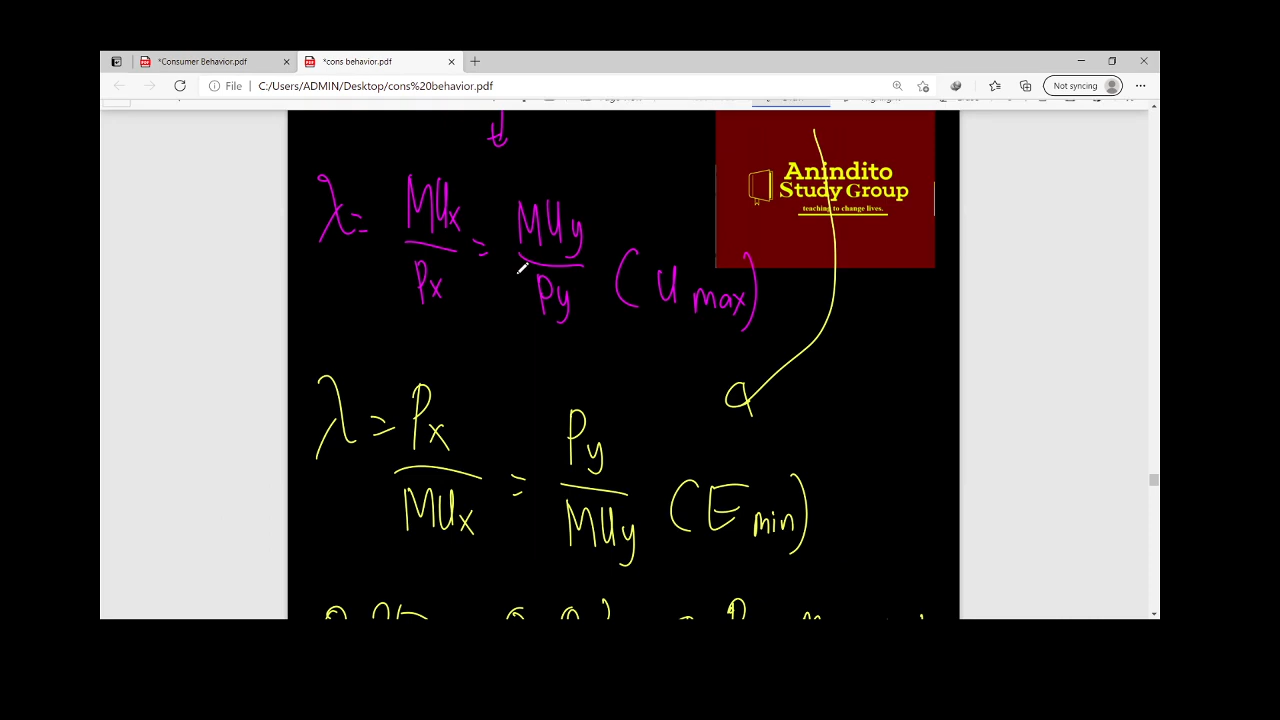 *Consumer Behavior.pdf
*cons behavior.pdf
File
C:/Users/ADMIN/Desktop/cons%20behavior.pdf
Not syncing
Anindito
Study Group
teaching to change lives.
λ= MUx/Px = MUy/Py (U max)
λ= Px/MUx = Py/MUy (E min)